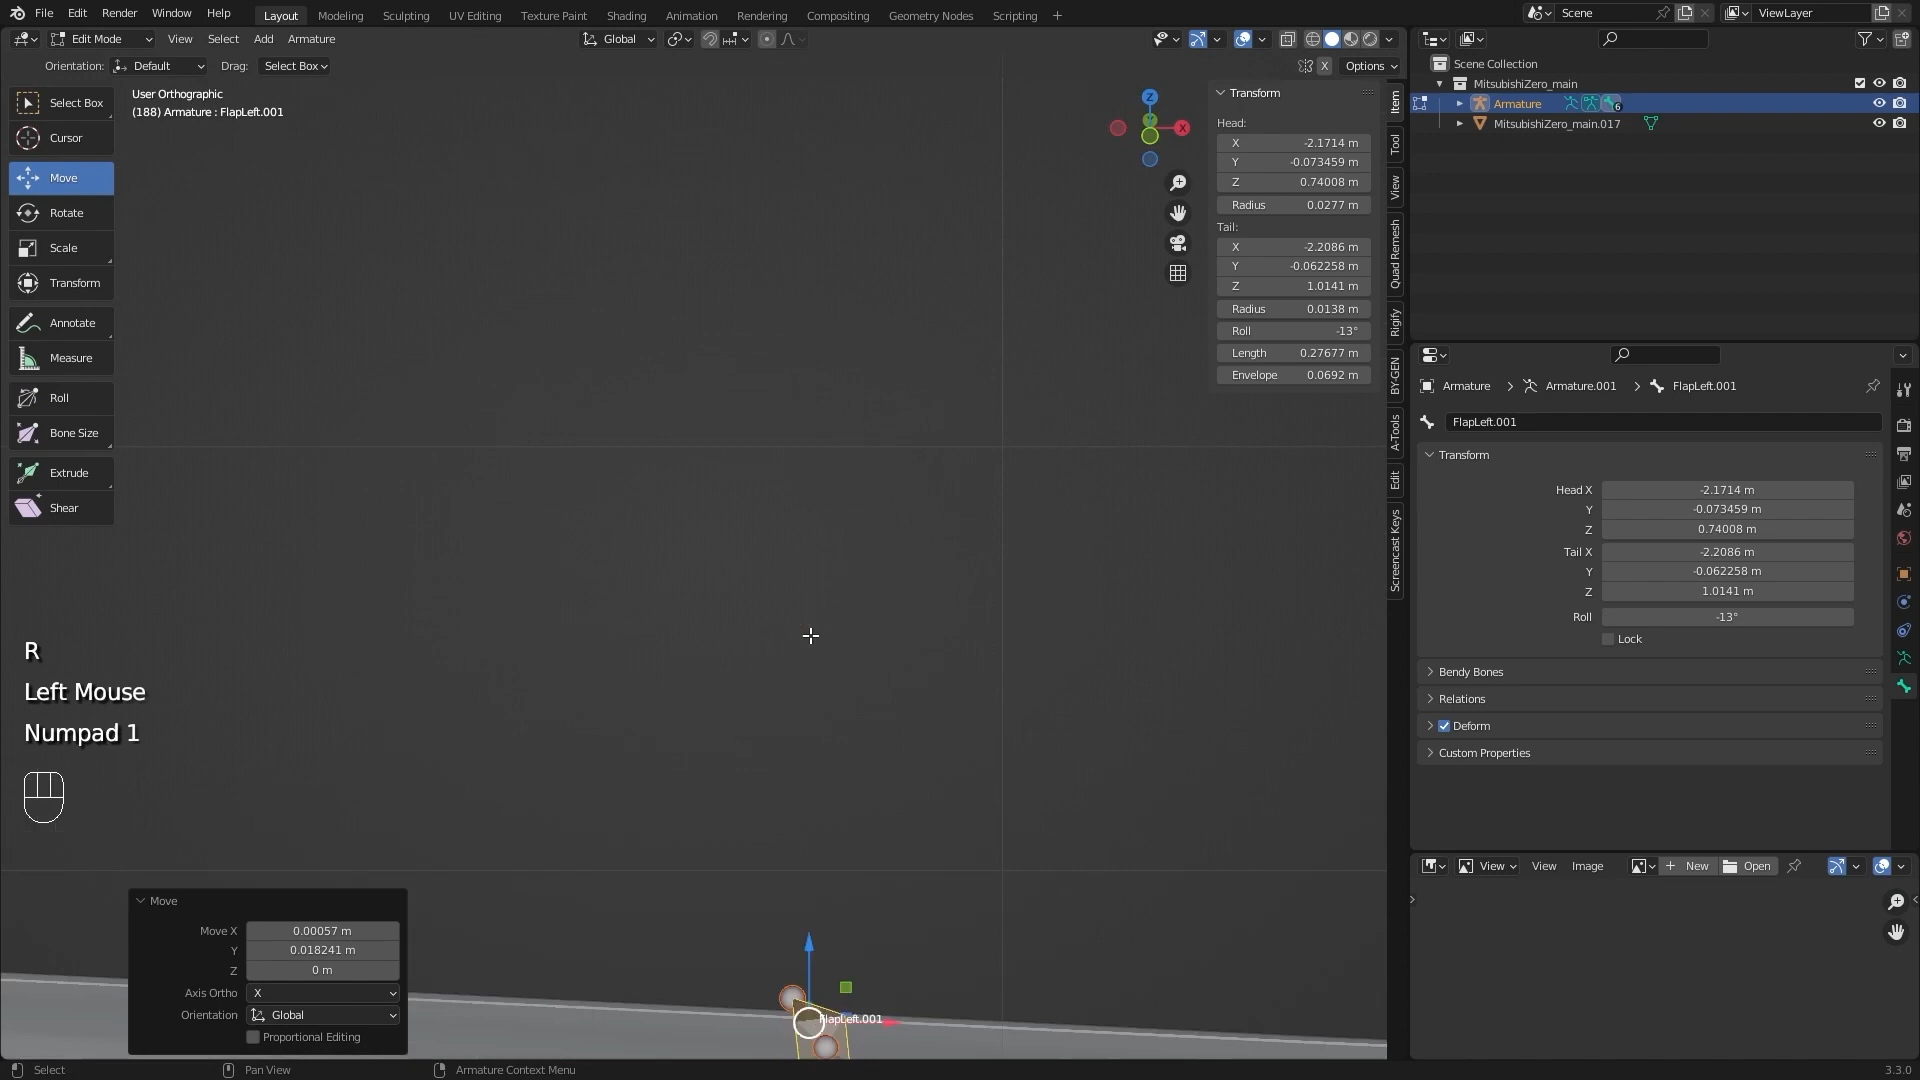 File Edit Render Window Help Layout Modeling Sculpting UV Editing Texture Paint Shading Animation Rendering Compositing Geometry Nodes Scripting + Scene ViewLayer
Edit Mode View Select Add Armature Global
Orientation: Default Drag: Select Box X Options
User Orthographic
(188) Armature : FlapLeft.001
Select Box
Cursor
Move
Rotate
Scale
Transform
Annotate
Measure
Roll
Bone Size
Extrude
Shear
Z
X
Transform
Head:
X -2.1714 m
Y -0.073459 m
Z 0.74008 m
Radius 0.0277 m
Tail:
X -2.2086 m
Y -0.062258 m
Z 1.0141 m
Radius 0.0138 m
Roll -13°
Length 0.27677 m
Envelope 0.0692 m
Item
Tool
View
Quad Remesh
Rigify
BY-GEN
A-Tools
Edit
Screencast Keys
Scene Collection
MitsubishiZero_main
Armature 6
MitsubishiZero_main.017
Armature Armature.001 FlapLeft.001
FlapLeft.001
Transform
Head X -2.1714 m
Y -0.073459 m
Z 0.74008 m
Tail X -2.2086 m
Y -0.062258 m
Z 1.0141 m
Roll -13°
Lock
Bendy Bones
Relations
Deform
Custom Properties
View View Image New Open
R
Left Mouse
Numpad 1
FlapLeft.001
Move
Move X 0.00057 m
Y 0.018241 m
Z 0 m
Axis Ortho X
Orientation Global
Proportional Editing
Select Pan View Armature Context Menu 3.3.0